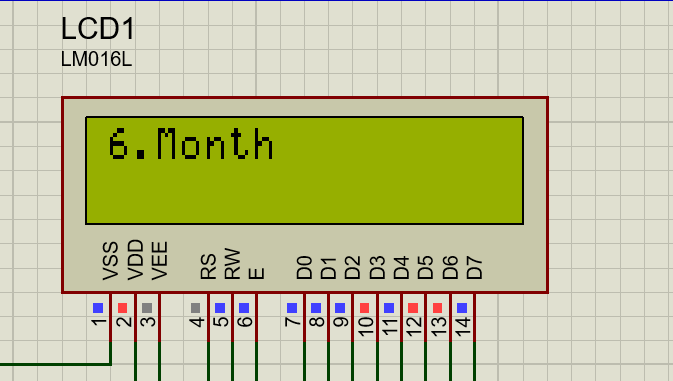 LCD1
LM016L
6.Month
VSS VDD VEE RS RW E D0 D1 D2 D3 D4 D5 D6 D7
1 2 3 4 5 6 7 8 9 10 11 12 13 14